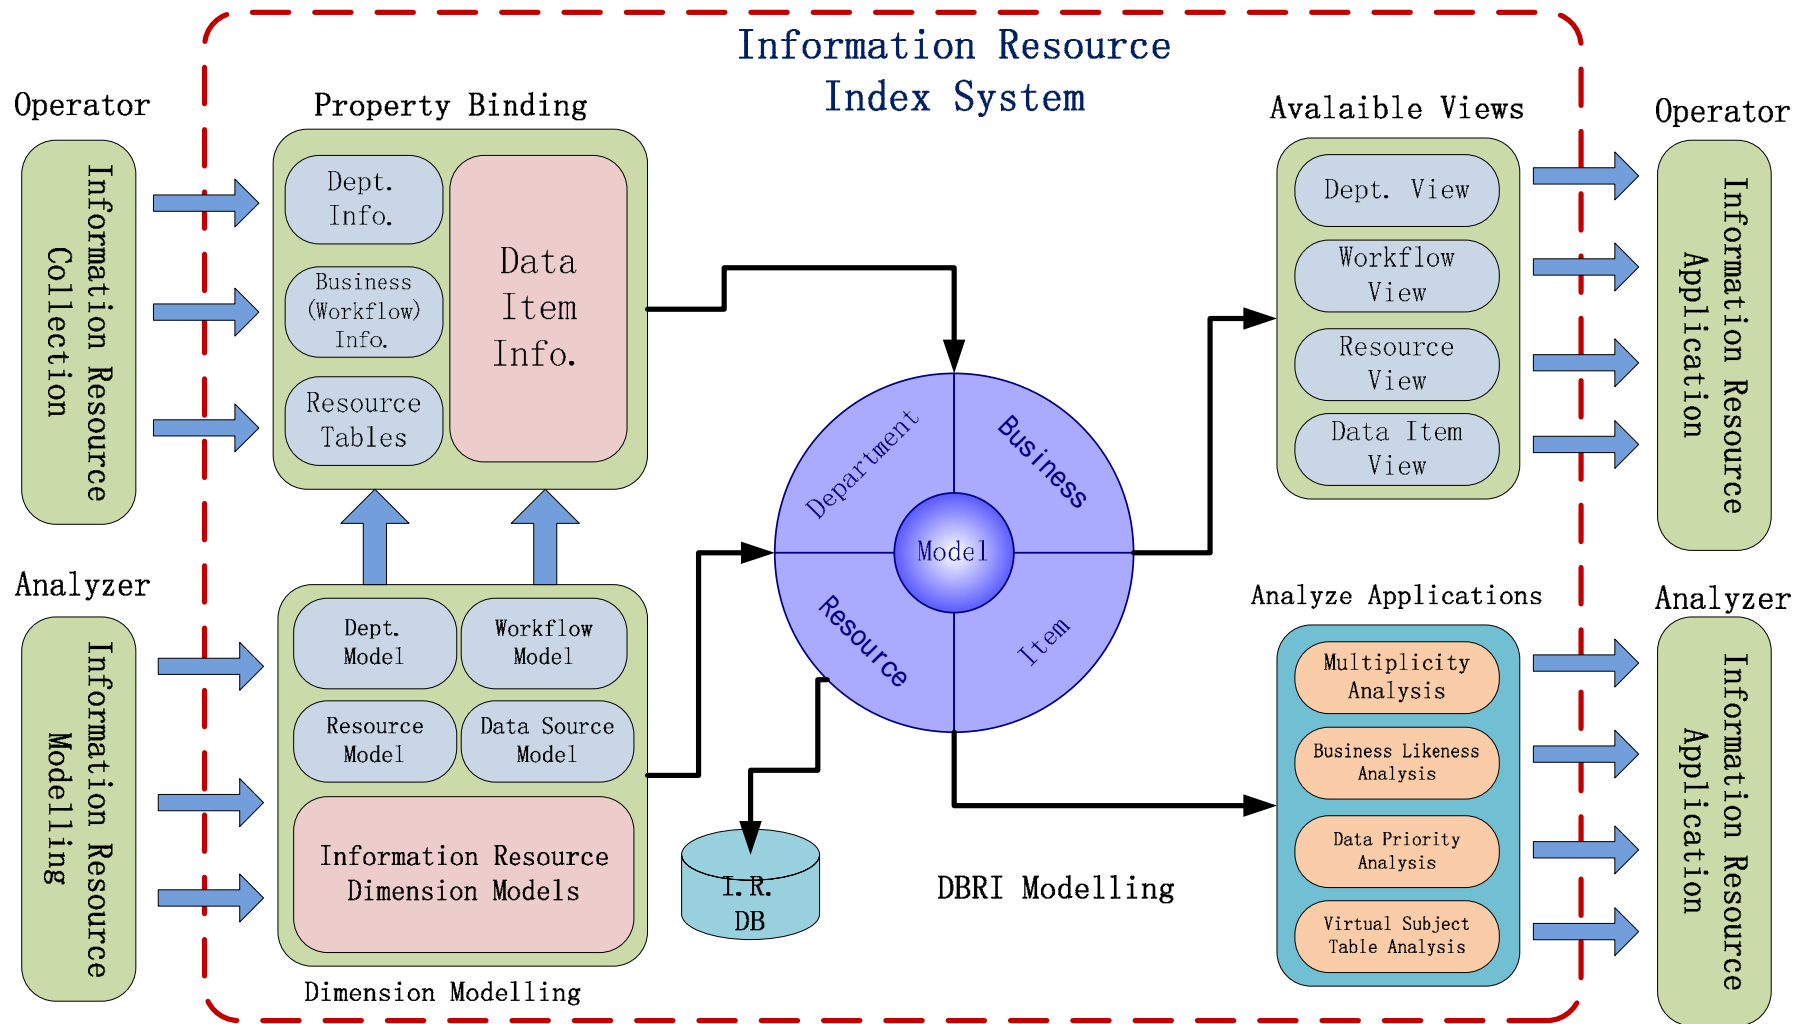 Information Resource
Index System
Operator
Information Resource
Collection
Property Binding
Dept.
Info.
Business
(Workflow)
Info.
Resource
Tables
Data
Item
Info.
Analyzer
Information Resource
Modelling
Dept.
Model
Workflow
Model
Resource
Model
Data Source
Model
Information Resource
Dimension Models
Dimension Modelling
Department
Business
Model
Resource
Item
I.R.
DB
DBRI Modelling
Avalaible Views
Dept. View
Workflow
View
Resource
View
Data Item
View
Operator
Information Resource
Application
Analyze Applications
Multiplicity
Analysis
Business Likeness
Analysis
Data Priority
Analysis
Virtual Subject
Table Analysis
Analyzer
Information Resource
Application